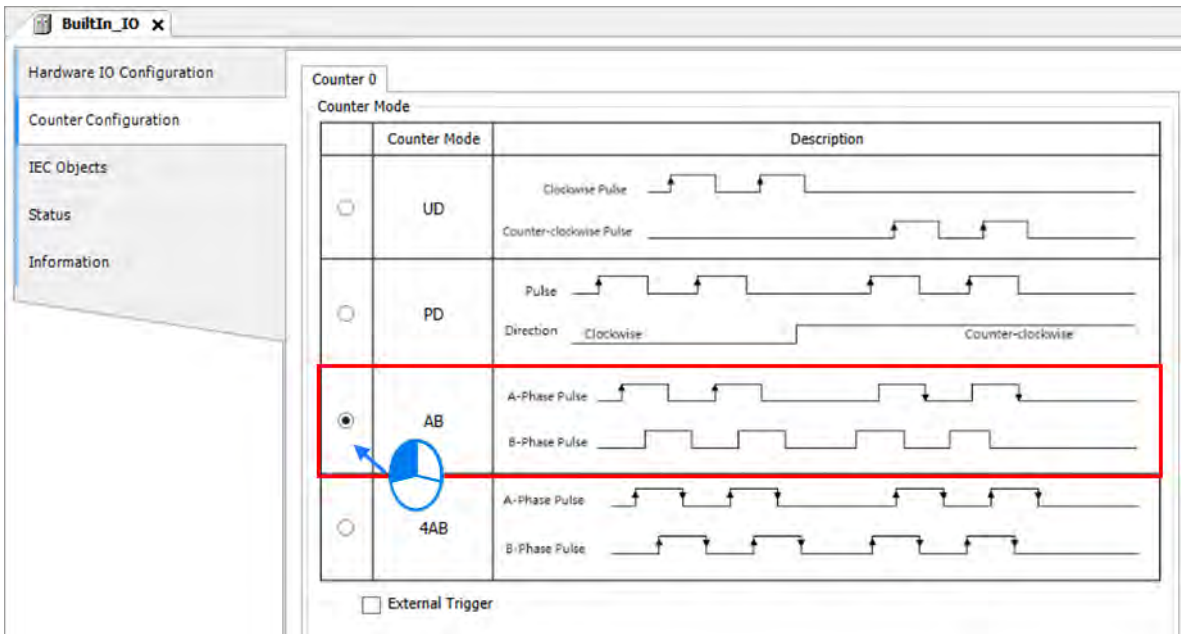 BuiltIn_IO x
Hardware IO Configuration
Counter Configuration
IEC Objects
Status
Information
Counter 0
Counter Mode
Counter Mode Description
UD
Clockwise Pulse
Counter-clockwise Pulse
PD
Pulse
Direction Clockwise Counter-clockwise
AB
A-Phase Pulse
B-Phase Pulse
4AB
A-Phase Pulse
B-Phase Pulse
External Trigger